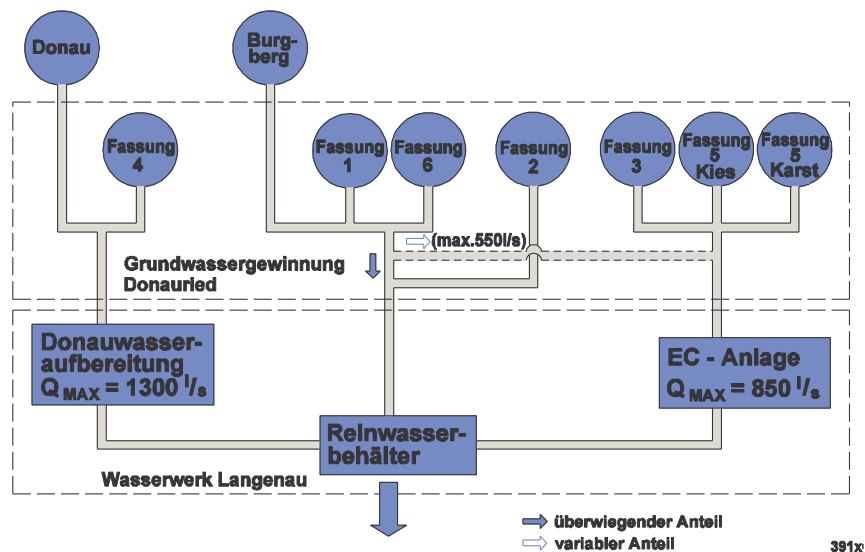 Donau
Burg-
berg
Fassung
4
Fassung
1
Fassung
6
Fassung
2
Fassung
3
Fassung
5
Kies
Fassung
5
Karst
(max.550l/s)
Grundwassergewinnung
Donauried
Donauwasser-
aufbereitung
Q MAX = 1300 l/s
EC - Anlage
Q MAX = 850 l/s
Reinwasser-
behälter
Wasserwerk Langenau
überwiegender Anteil
variabler Anteil
391x